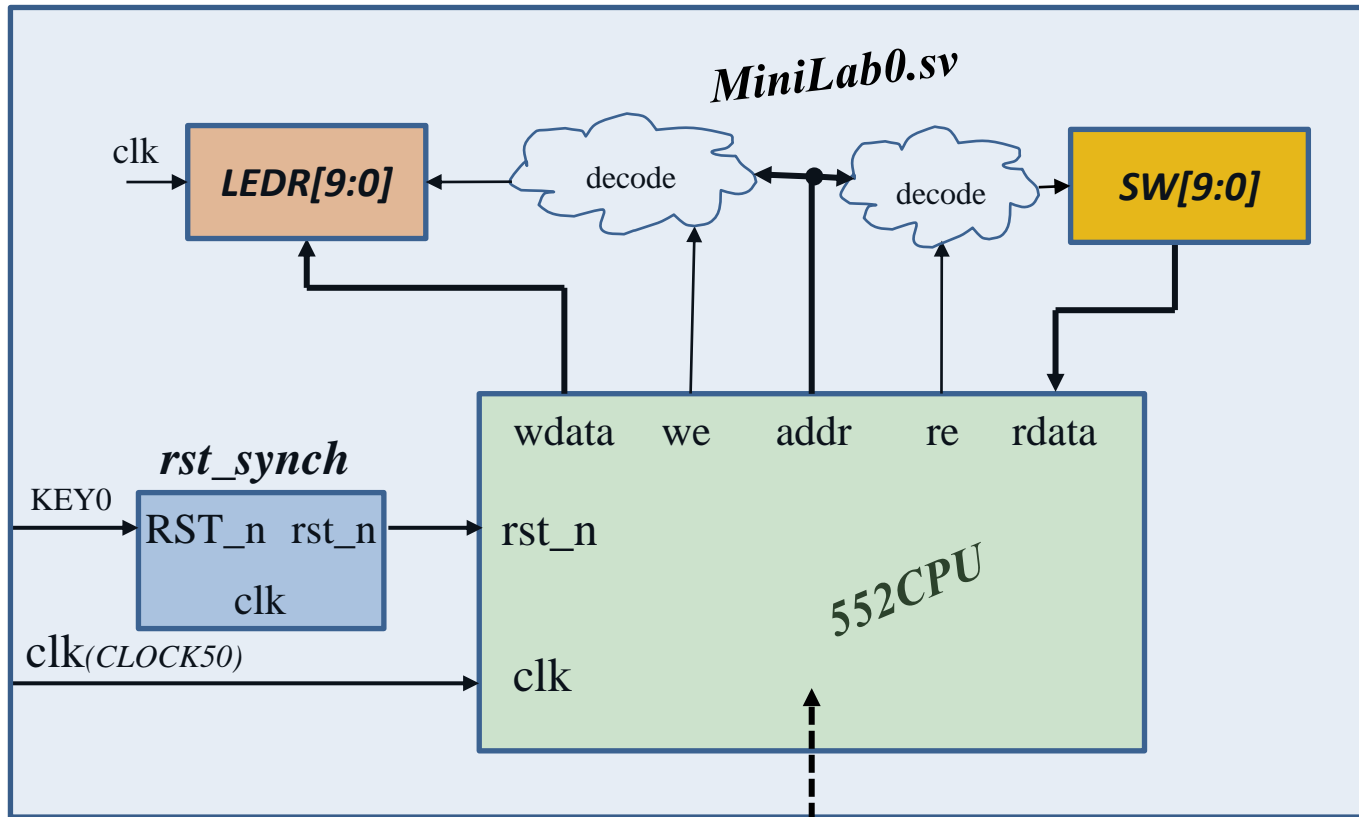 MiniLab0.sv
clk
LEDR[9:0]
decode
decode
SW[9:0]
wdata we addr re rdata
rst_synch
KEY0
RST_n rst_n
clk
rst_n
552CPU
clk(CLOCK50)
clk